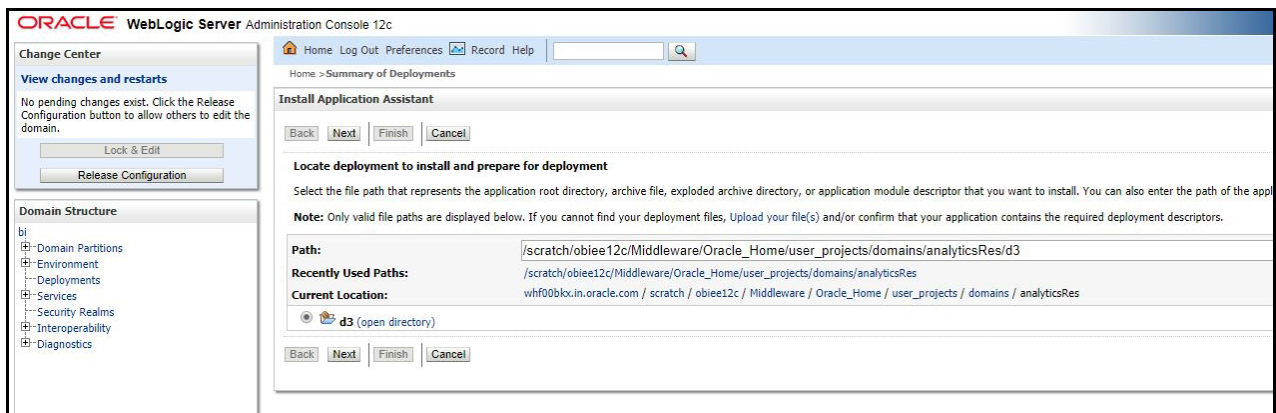 ORACLE WebLogic Server Administration Console 12c
Change Center
View changes and restarts
No pending changes exist. Click the Release
Configuration button to allow others to edit the
domain.
Lock & Edit
Release Configuration
Domain Structure
bi
Domain Partitions
Environment
Deployments
Services
Security Realms
Interoperability
Diagnostics
Home Log Out Preferences Record Help
Home >Summary of Deployments
Install Application Assistant
Back Next Finish Cancel
Locate deployment to install and prepare for deployment
Select the file path that represents the application root directory, archive file, exploded archive directory, or application module descriptor that you want to install. You can also enter the path of the appl
Note: Only valid file paths are displayed below. If you cannot find your deployment files, Upload your file(s) and/or confirm that your application contains the required deployment descriptors.
Path: /scratch/obiee12c/Middleware/Oracle_Home/user_projects/domains/analyticsRes/d3
Recently Used Paths: /scratch/obiee12c/Middleware/Oracle_Home/user_projects/domains/analyticsRes
Current Location: whf00bkx.in.oracle.com / scratch / obiee12c / Middleware / Oracle_Home / user_projects / domains / analyticsRes
d3 (open directory)
Back Next Finish Cancel